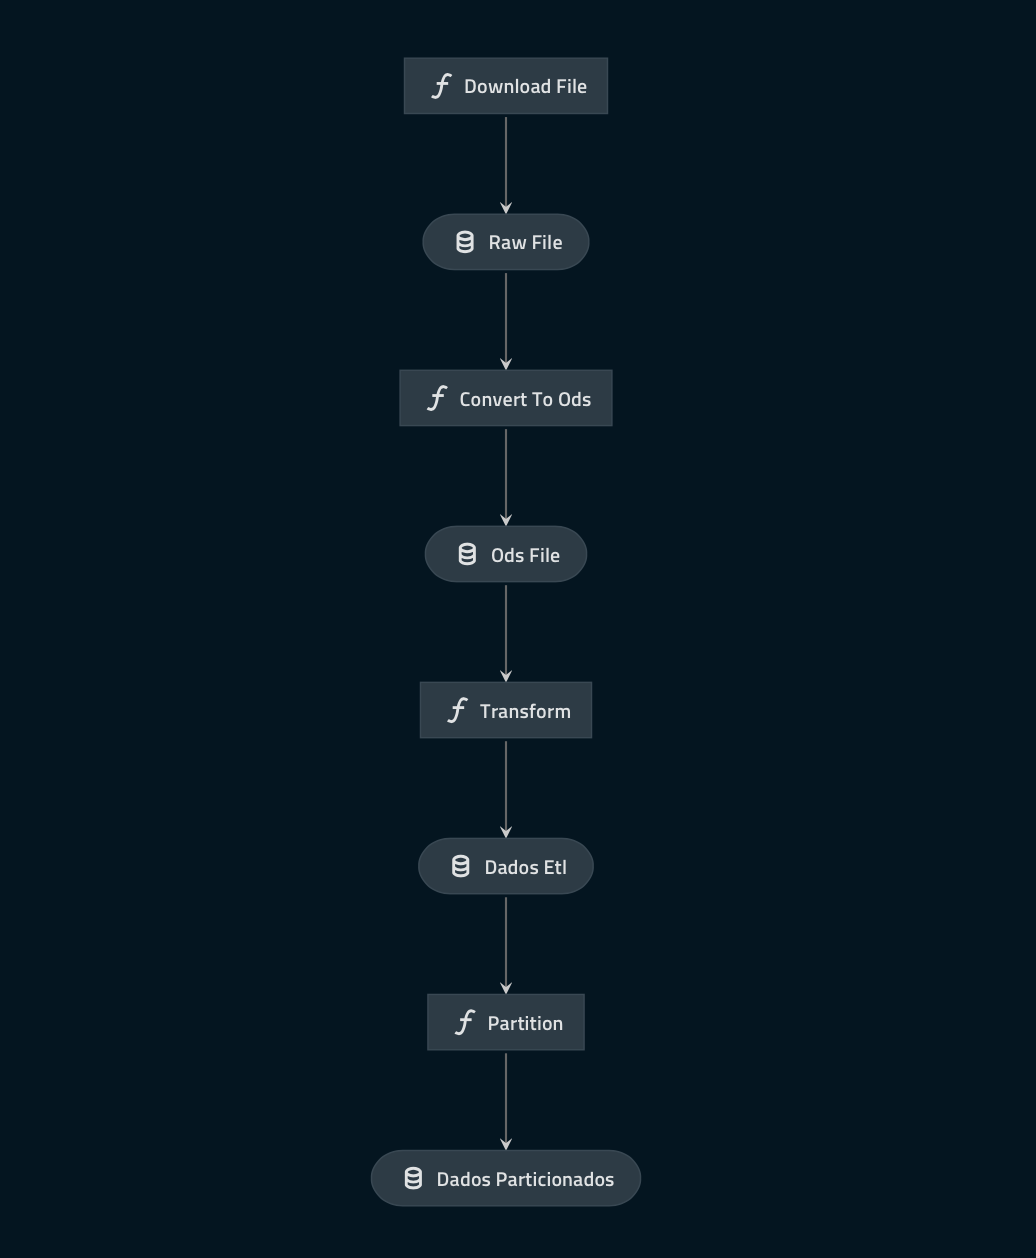 Download File
Raw File
Convert To Ods
Ods File
Transform
Dados Etl
Partition
Dados Particionados